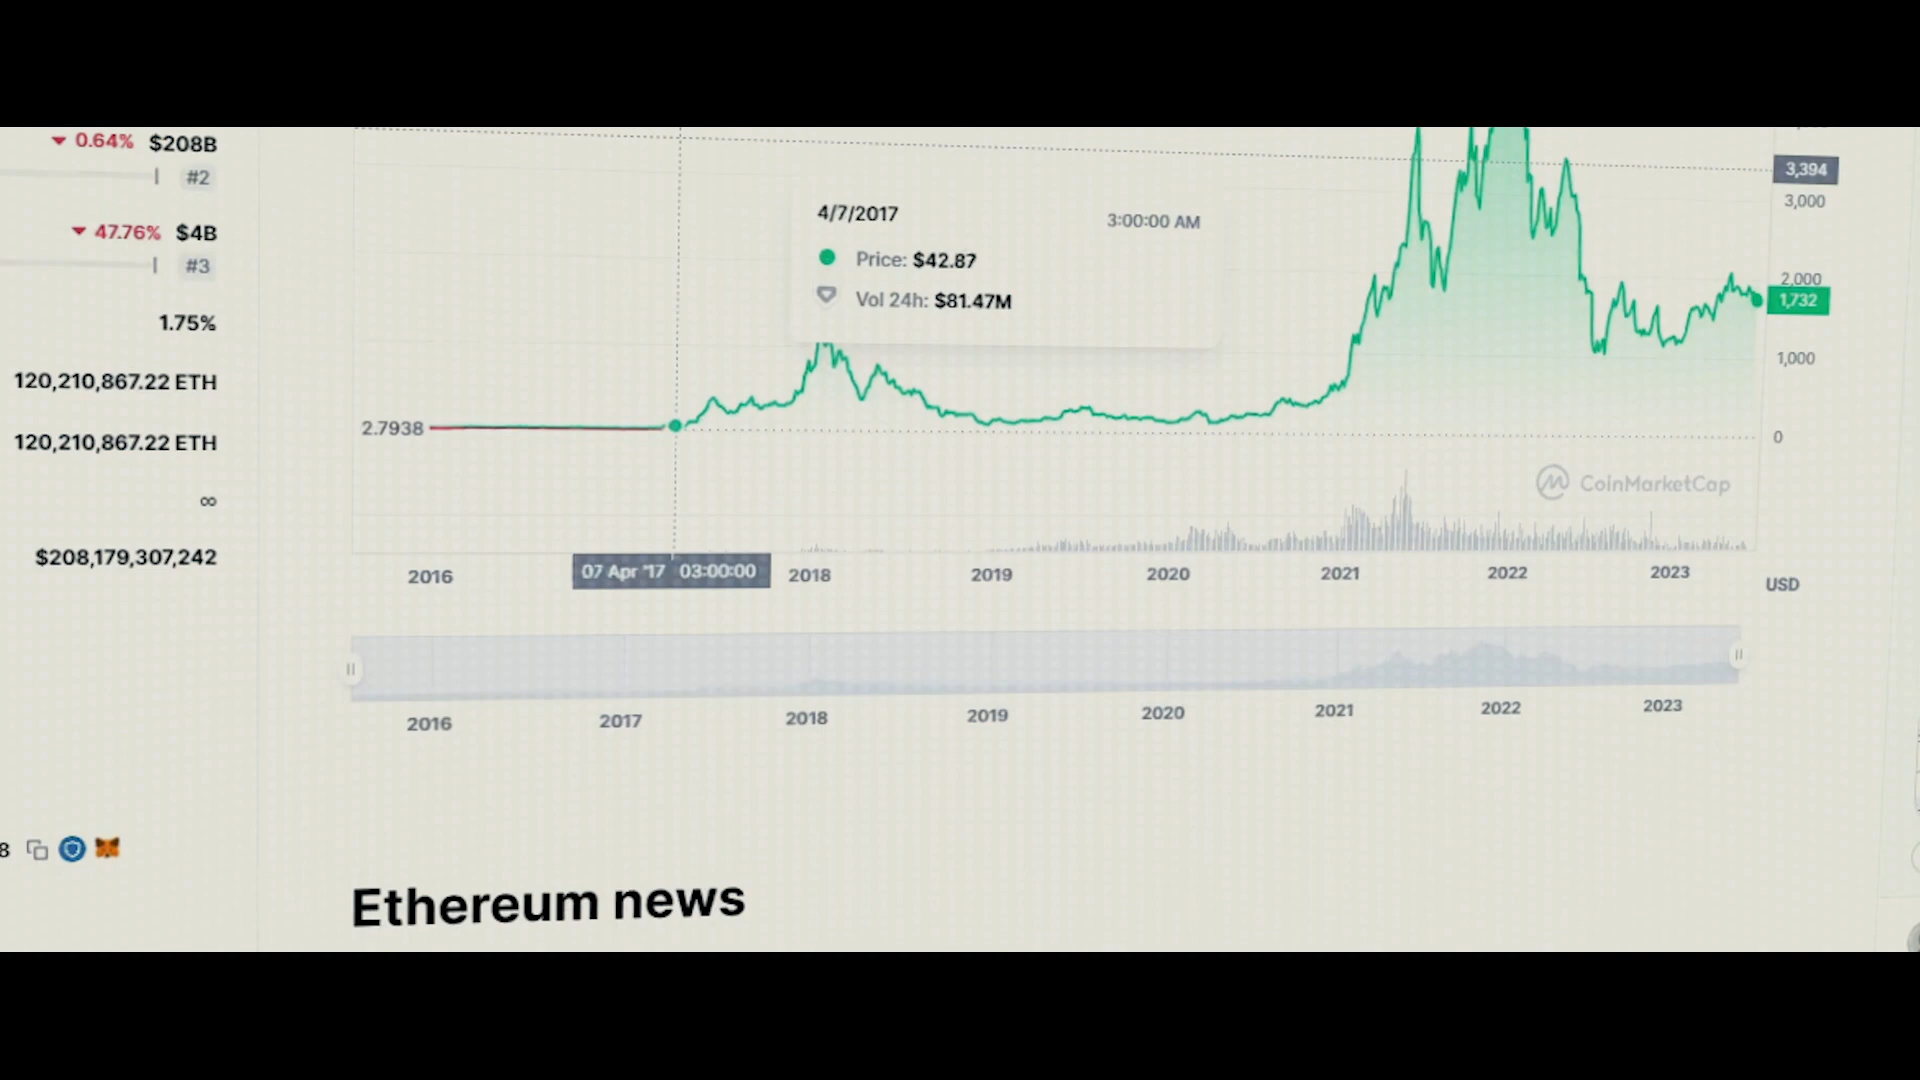 0.64% $208B
#2
47.76% $4B
#3
1.75%
120,210,867.22 ETH
120,210,867.22 ETH
∞
$208,179,307,242
8
4/7/2017 3:00:00 AM
Price: $42.87
Vol 24h: $81.47M
3,394
3,000
2,000
1,732
1,000
0
2.7938
CoinMarketCap
2016 07 Apr '17 03:00:00 2018 2019 2020 2021 2022 2023 USD
2016 2017 2018 2019 2020 2021 2022 2023
Ethereum news